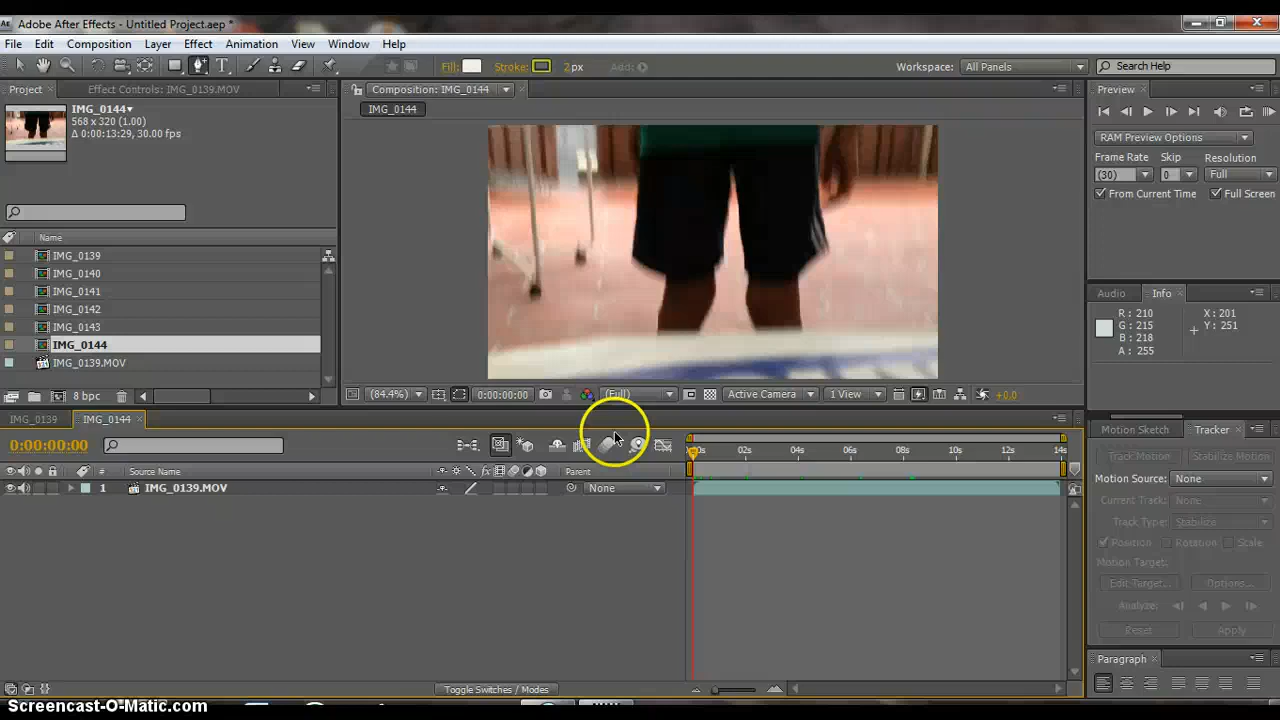 Ae Adobe After Effects - Untitled Project.aep *
File Edit Composition Layer Effect Animation View Window Help
T Fill: Stroke: 2 px Add: Workspace: All Panels Search Help
Project Effect Controls: IMG_0139.MOV
IMG_0144
568 x 320 (1.00)
Δ 0:00:13:29, 30.00 fps
Name
IMG_0139
IMG_0140
IMG_0141
IMG_0142
IMG_0143
IMG_0144
IMG_0139.MOV
8 bpc
Composition: IMG_0144
IMG_0144
(84.4%) 0:00:00:00 (Full) Active Camera 1 View +0.0
Preview
RAM Preview Options
Frame Rate Skip Resolution
(30) 0 Full
From Current Time Full Screen
Audio Info
R: 210 X: 201
G: 215 Y: 251
B: 218
A: 255
IMG_0139 IMG_0144
0:00:00:00
Source Name Parent
1 IMG_0139.MOV None
02s 04s 06s 08s 10s 12s 14s
Toggle Switches / Modes
Motion Sketch Tracker
Track Motion Stabilize Motion
Motion Source: None
Current Track: None
Track Type: Stabilize
Position Rotation Scale
Motion Target:
Edit Target... Options...
Analyze:
Reset Apply
Paragraph
Screencast-O-Matic.com